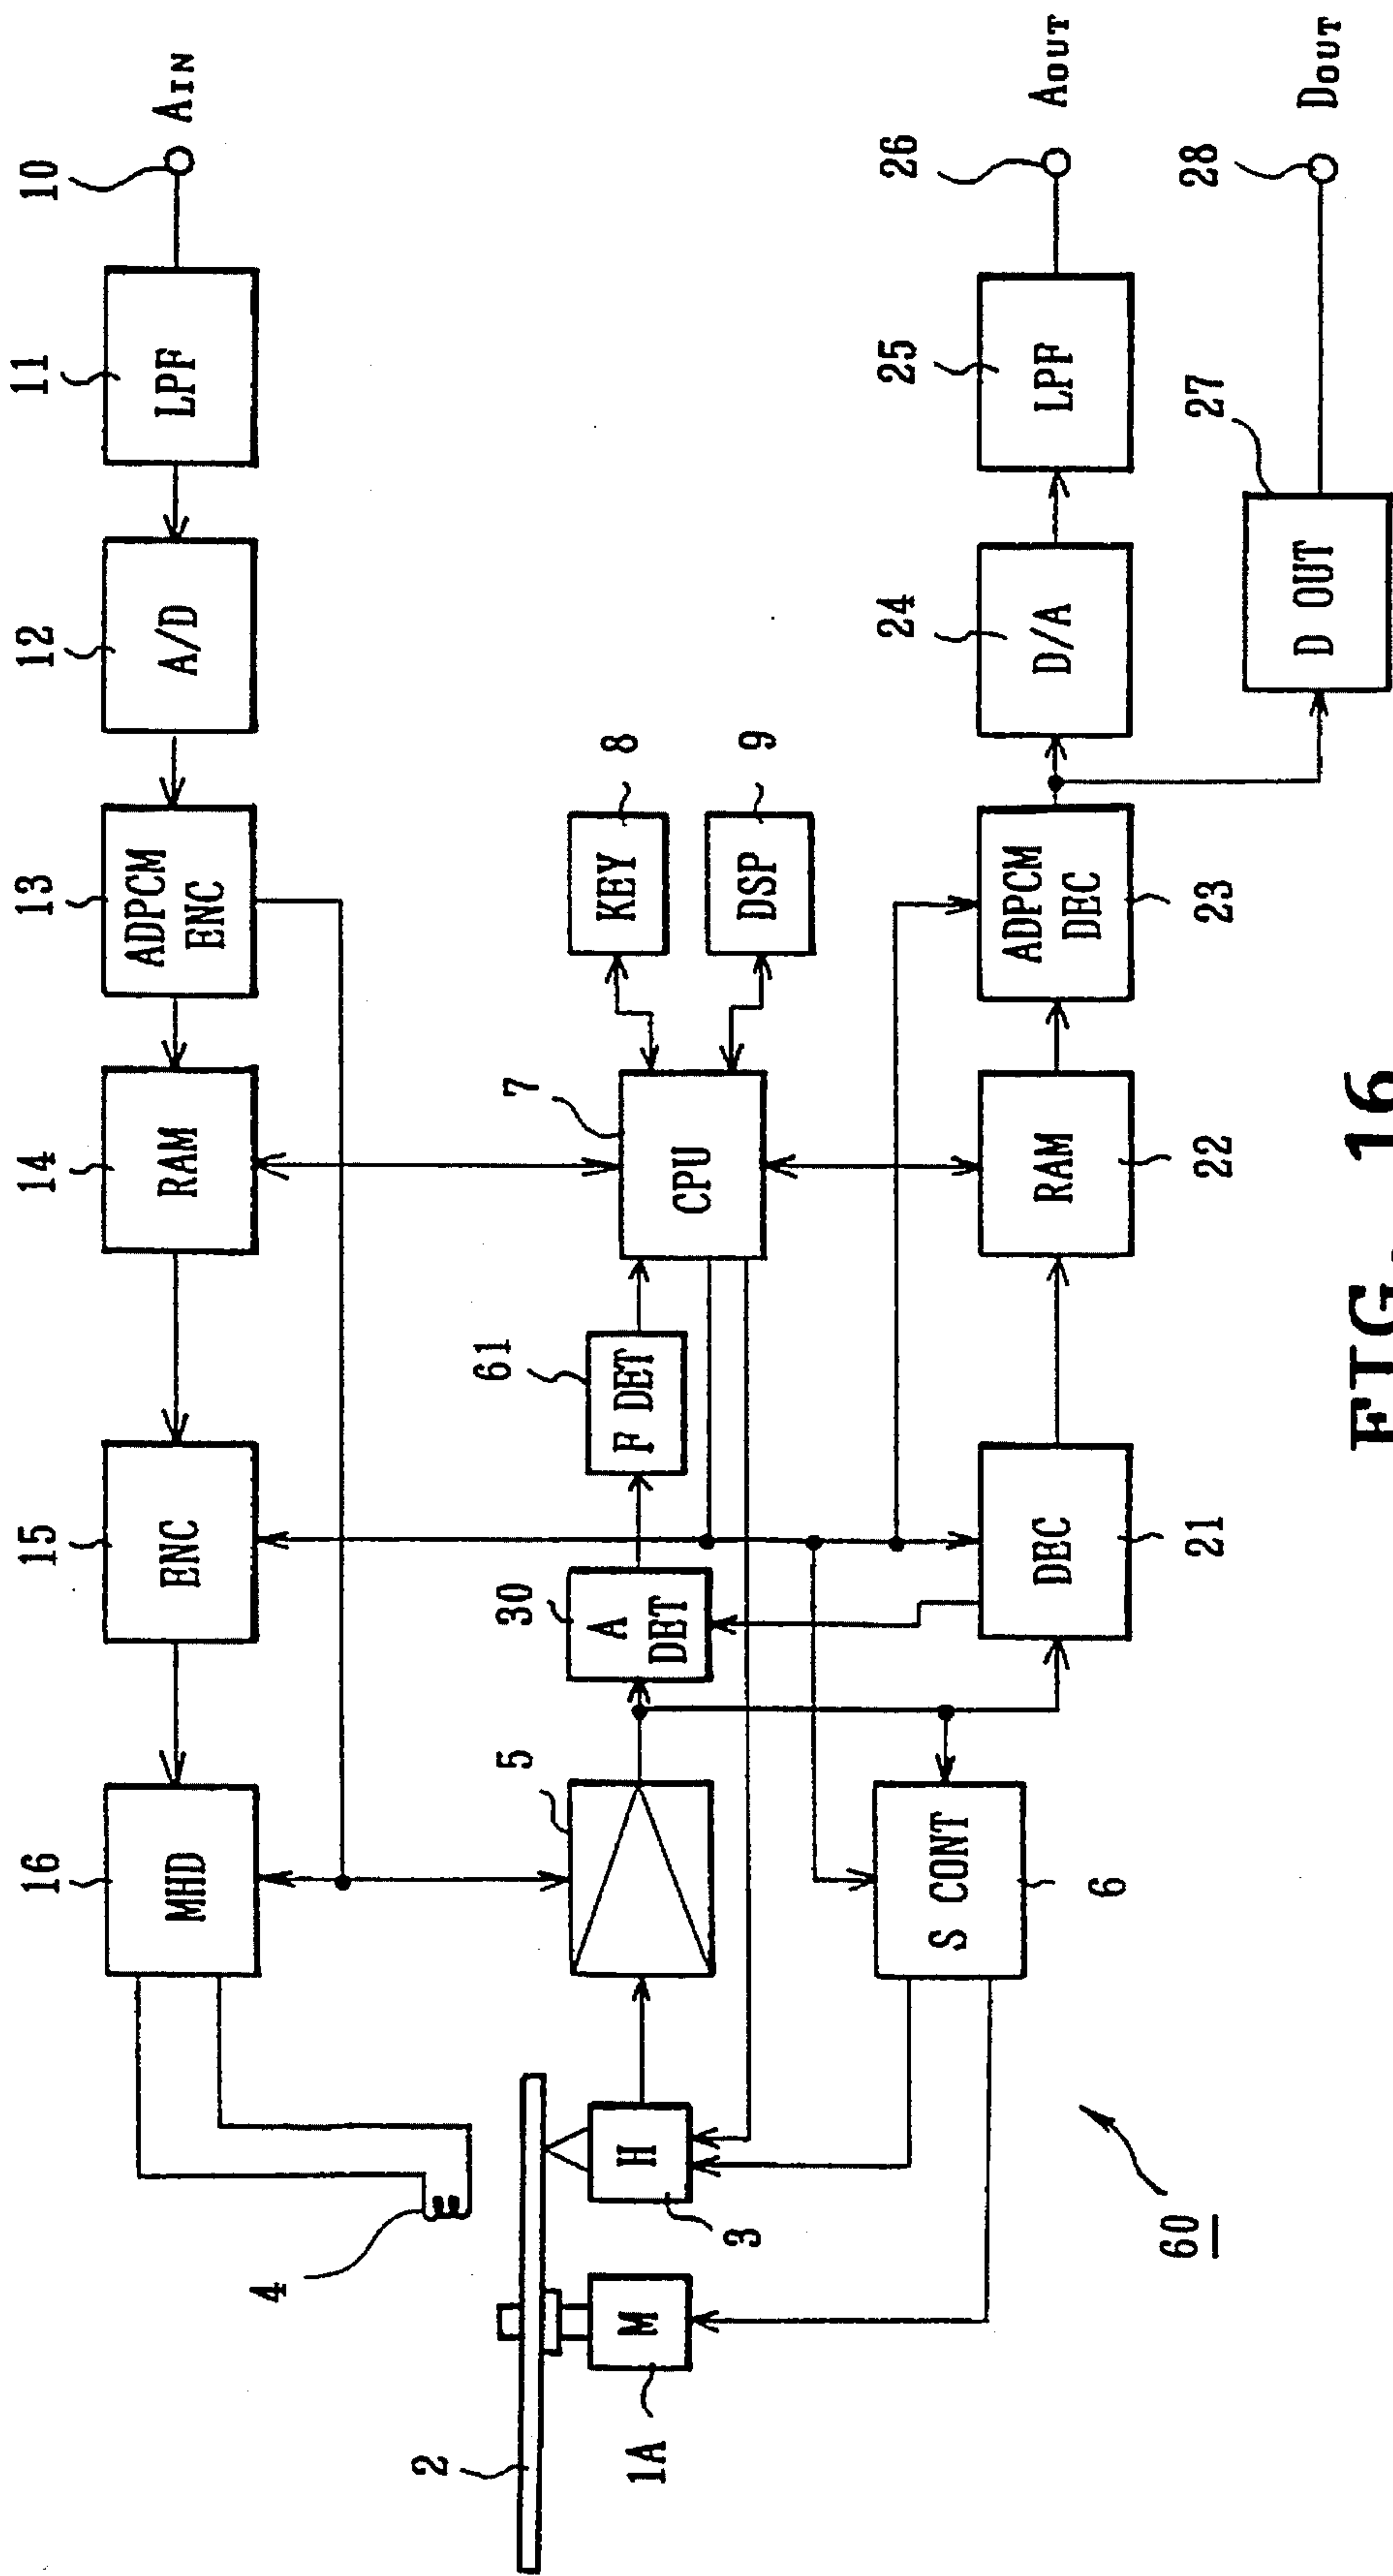 10
AIN
11
LPF
12
A/D
13
ADPCM
ENC
14
RAM
15
ENC
16
MHD
4
2
M
1A
H
3
5
A
DET
30
F DET
61
CPU
7
KEY
8
DSP
9
S CONT
6
DEC
21
RAM
22
ADPCM
DEC
23
D/A
24
LPF
25
26
AOUT
D OUT
27
28
DOUT
60
FIG. 16